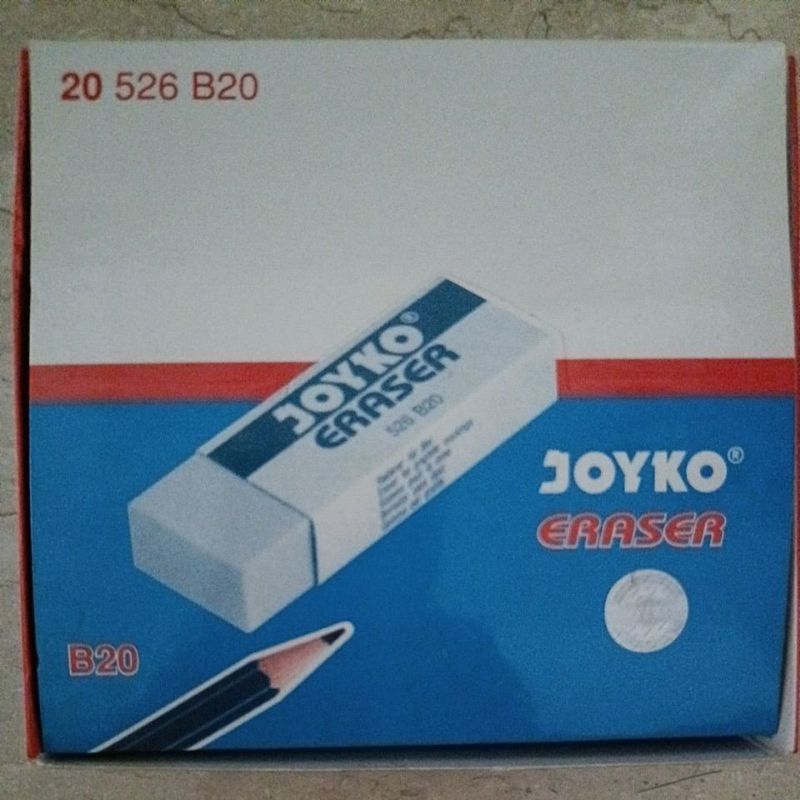 20 526 B20
JOYKO®
ERASER
526 B20
JOYKO®
ERASER
B20